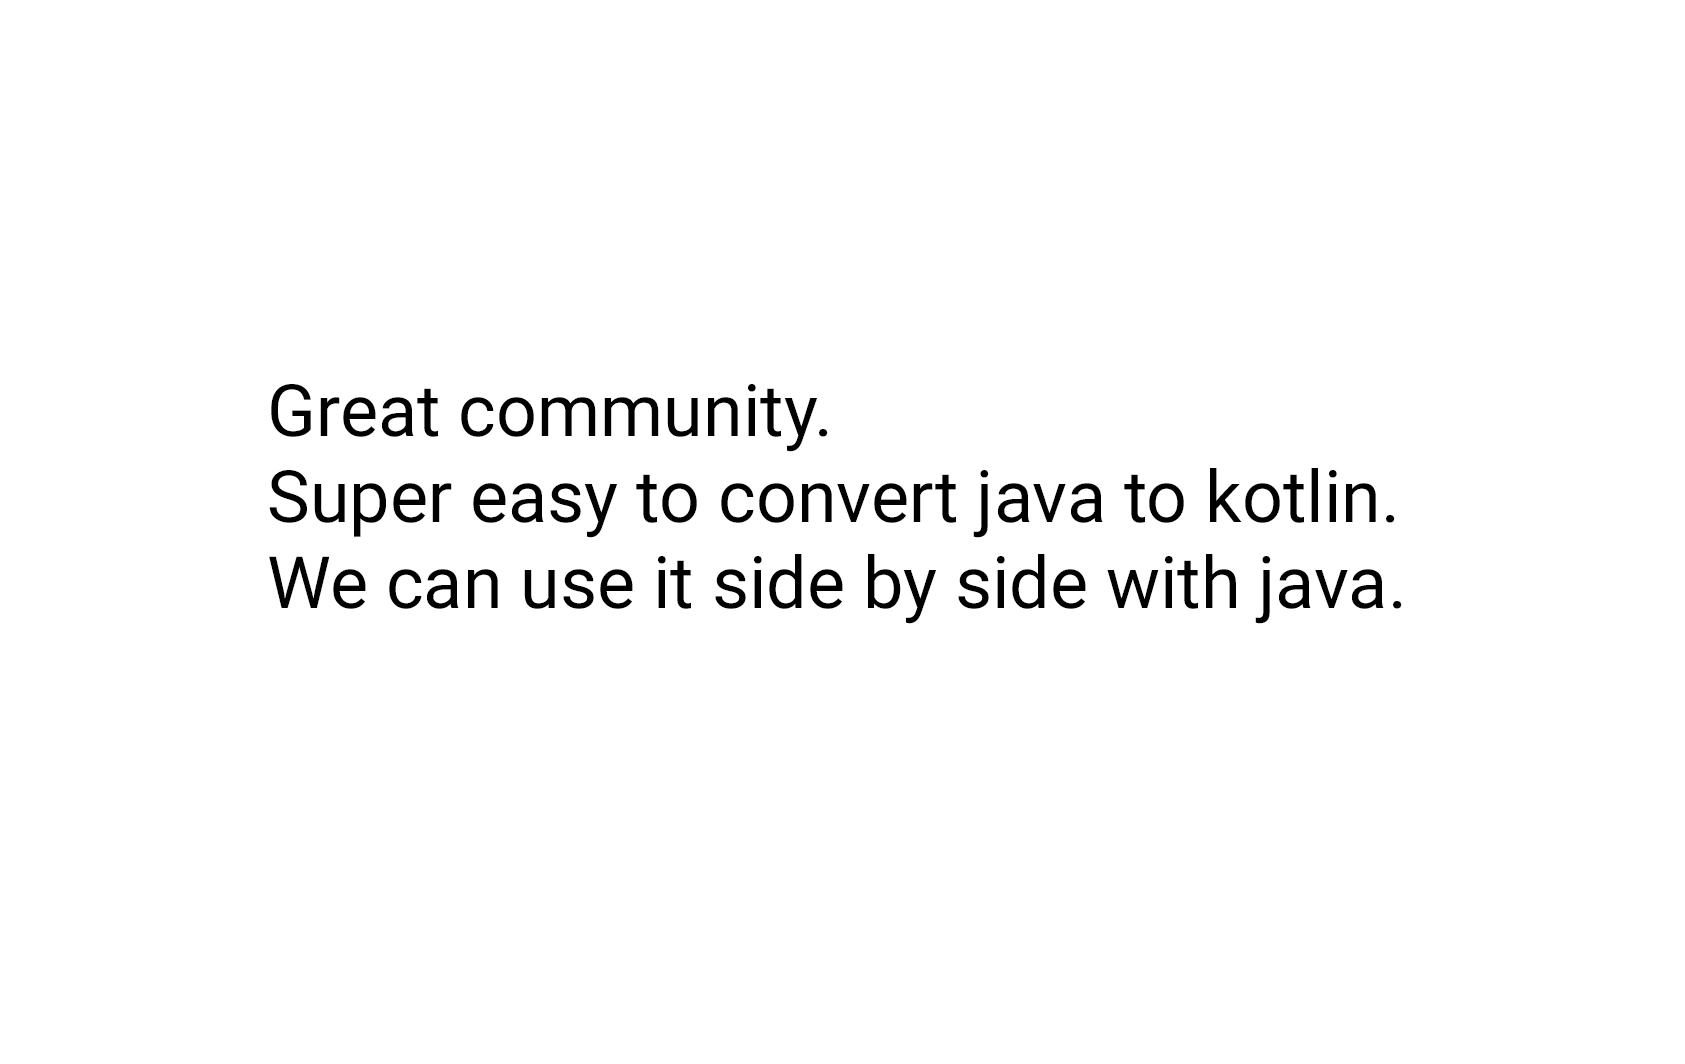 Great community.
Super easy to convert java to kotlin.
We can use it side by side with java.